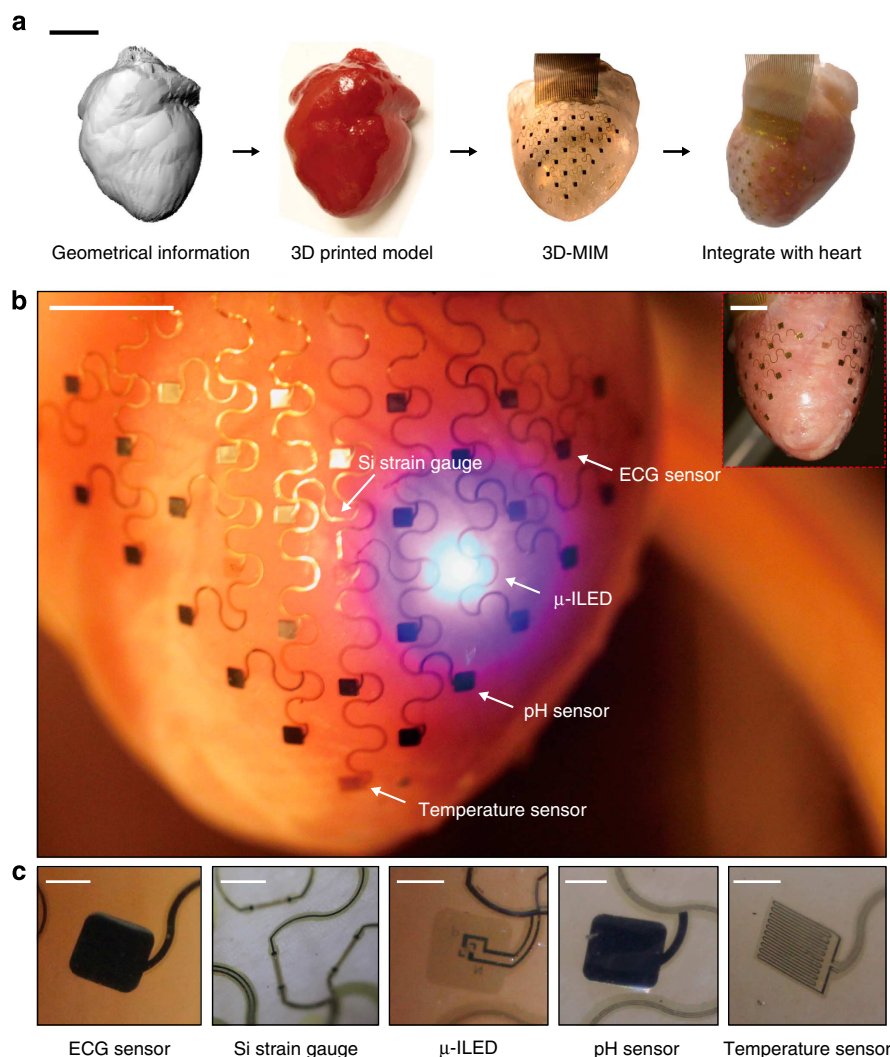 a
Geometrical information
3D printed model
3D-MIM
Integrate with heart
b
Si strain gauge
ECG sensor
μ-ILED
pH sensor
Temperature sensor
c
ECG sensor
Si strain gauge
μ-ILED
pH sensor
Temperature sensor